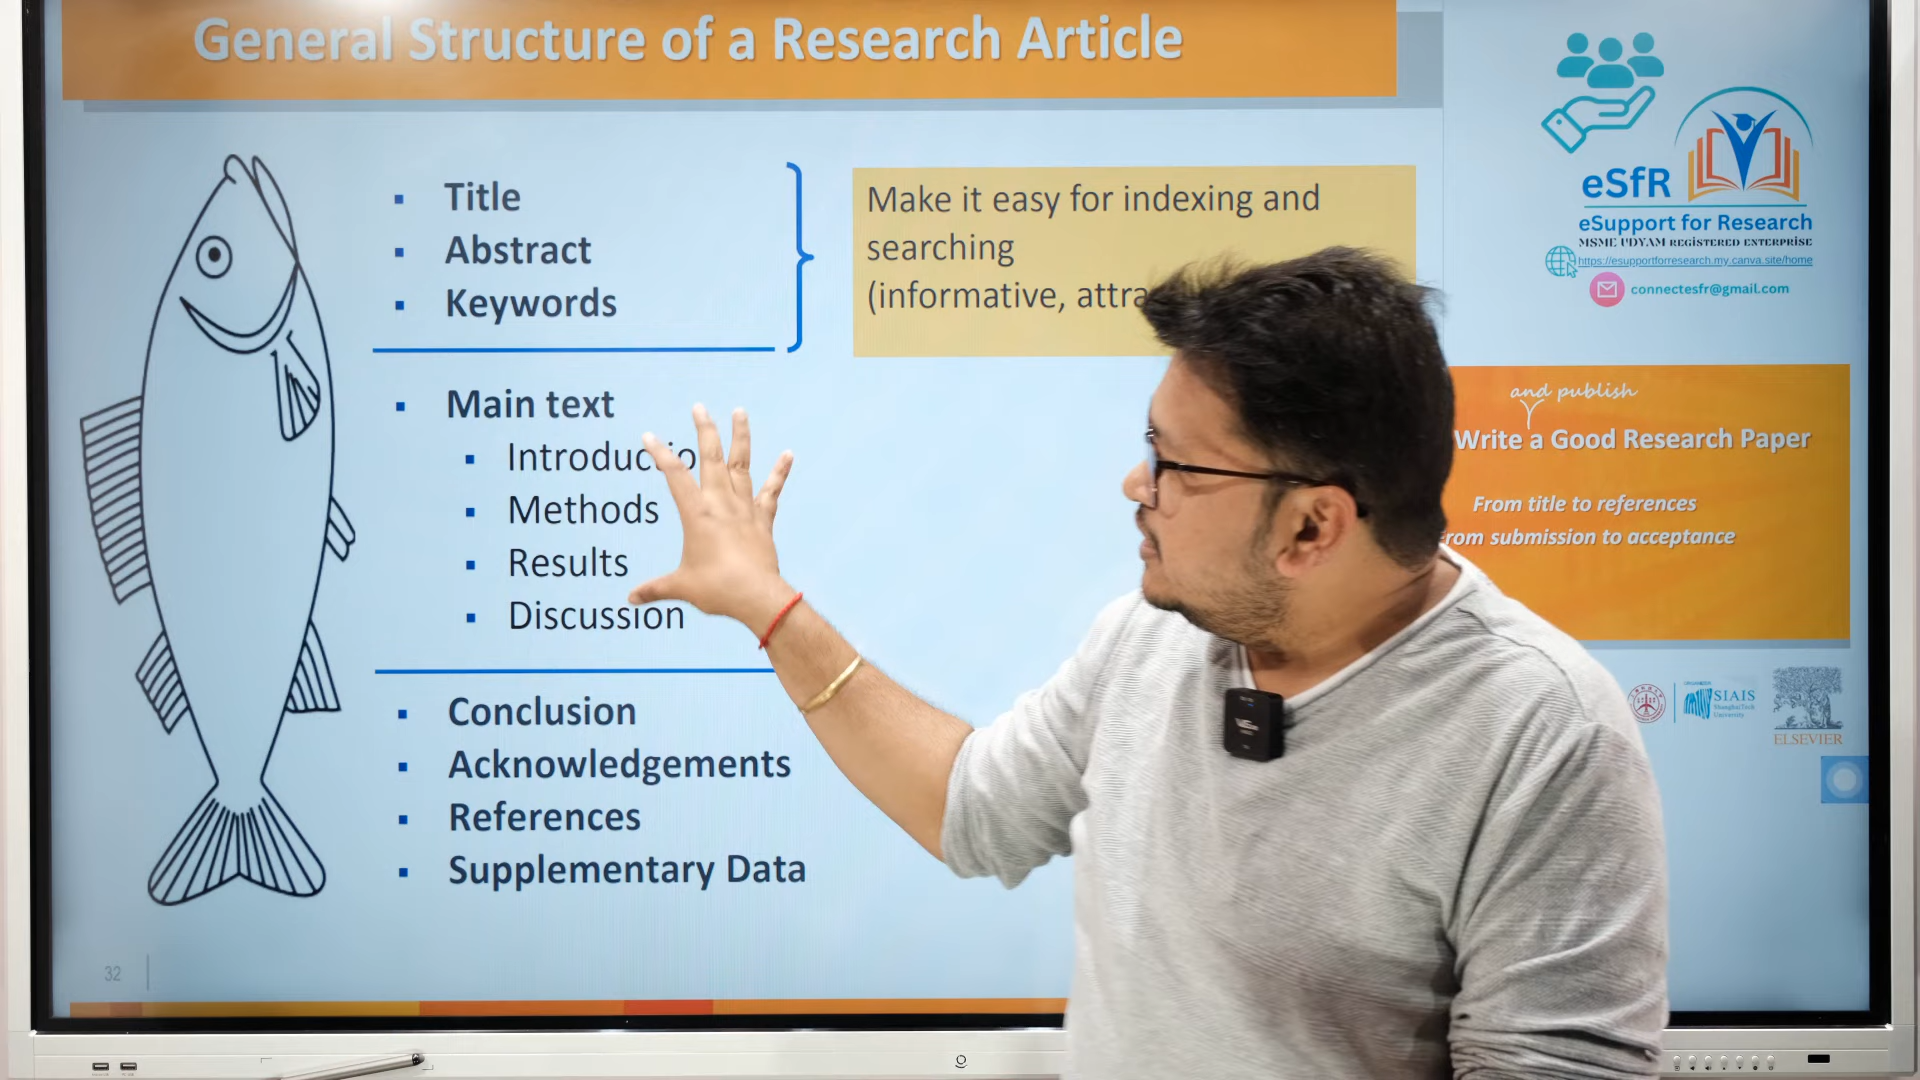 General Structure of a Research Article
Title
Abstract
Keywords
Make it easy for indexing and
searching
(informative,
Main text
Methods
Results
Discussion
Conclusion
Acknowledgements
References
Supplementary Data
32
eSfR
eSupport for Research
MSME UDYAM REGISTERED ENTERPRISE
https://esupportforresearch.my.canva.site/home
connectesfr@gmail.com
and publish
Write a Good Research Paper
From title to references
submission to acceptance
SIAIS
ShanghaiTech
University
ELSEVIER